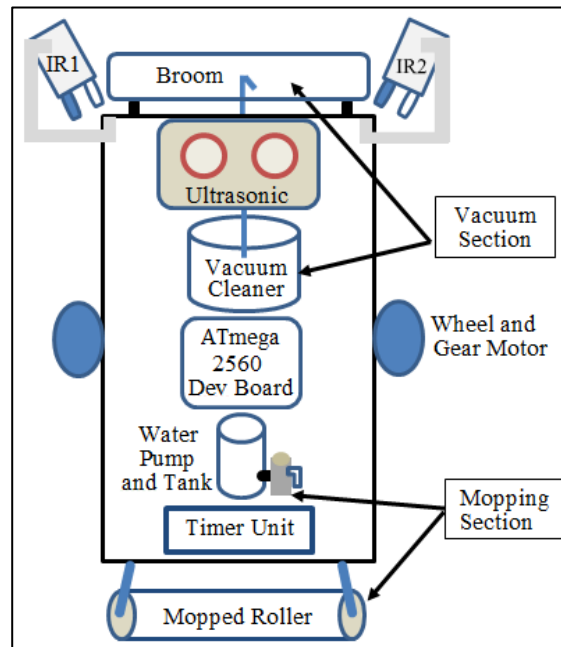 IR1
Broom
IR2
Ultrasonic
Vacuum
Cleaner
Vacuum
Section
ATmega
2560
Dev Board
Wheel and
Gear Motor
Water
Pump
and Tank
Mopping
Section
Timer Unit
Mopped Roller